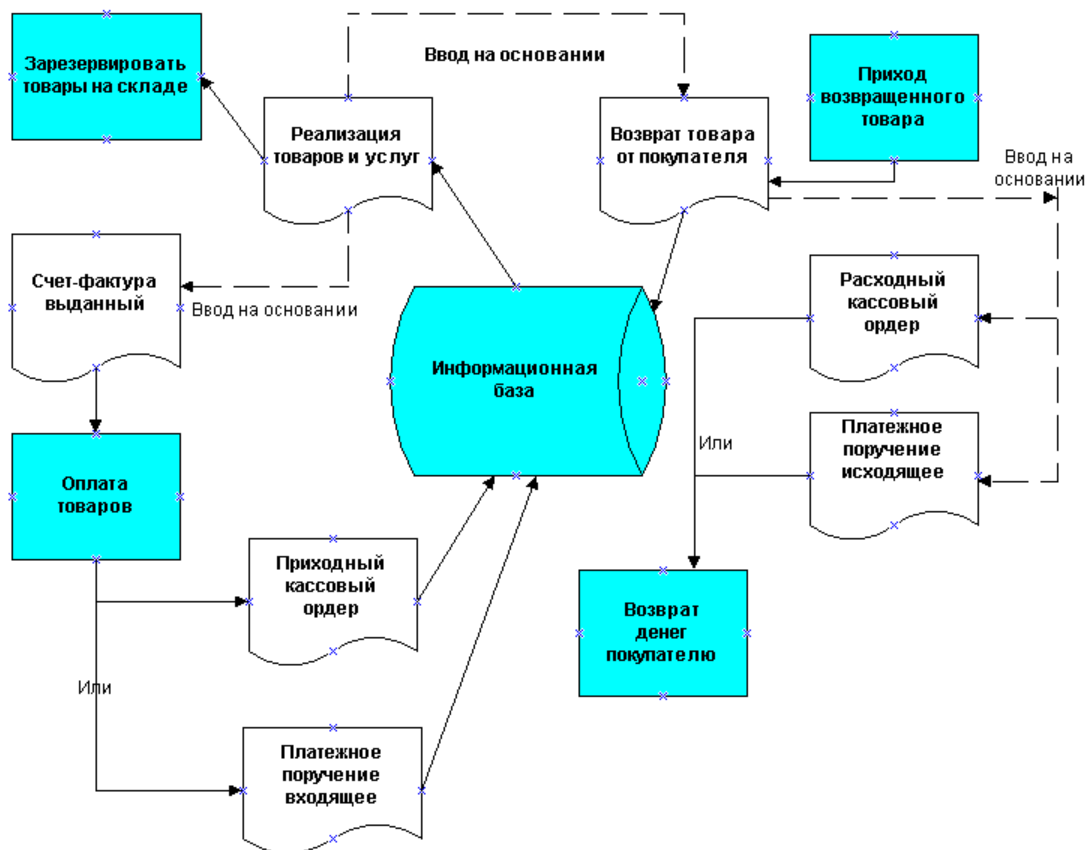 Зарезервировать
товары на складе
Ввод на основании
Приход
возвращенного
товара
Реализация
товаров и услуг
Возврат товара
от покупателя
Ввод на
основании
Счет-фактура
выданный
Ввод на основании
Расходный
кассовый
ордер
Информационная
база
Платежное
поручение
исходящее
Или
Оплата
товаров
Приходный
кассовый
ордер
Возврат
денег
покупателю
Или
Платежное
поручение
входящее